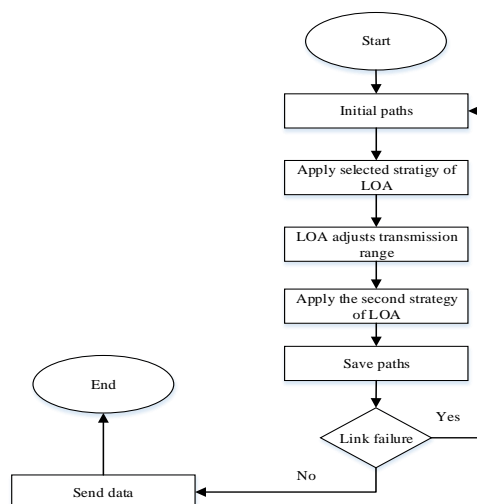 Start
Initial paths
Apply selected stratigy of
LOA
LOA adjusts transmission
range
Apply the second strategy
of LOA
Save paths
End
Link failure
Yes
No
Send data